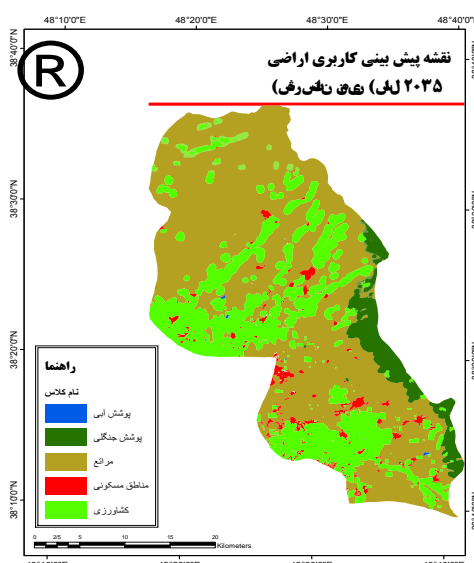 48°10'0"E 48°20'0"E 48°30'0"E 48°40'0"E
®
نقشه پیش بینی کاربری اراضی
38°40'0"N
38°30'0"N
38°20'0"N
38°10'0"N
راهنما
نام کلاس
پوشش آبی
پوشش جنگلی
مراتع
مناطق مسکونی
کشاورزی
0 2.5 5 10 15 20
Kilometers